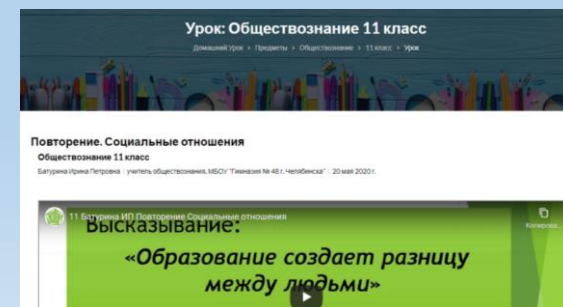 Урок: Обществознание 11 класс
Домашний Урок > Предметы > Обществознание > 11 класс > Урок
Повторение. Социальные отношения
Обществознание 11 класс
Батурина Ирина Петровна | учитель обществознания, МБОУ "Гимназия № 48 г. Челябинска" | 20 мая 2020 г.
11 Батурина ИП Повторение Социальные отношения
Копирова...
Высказывание:
«Образование создает разницу
между людьми»